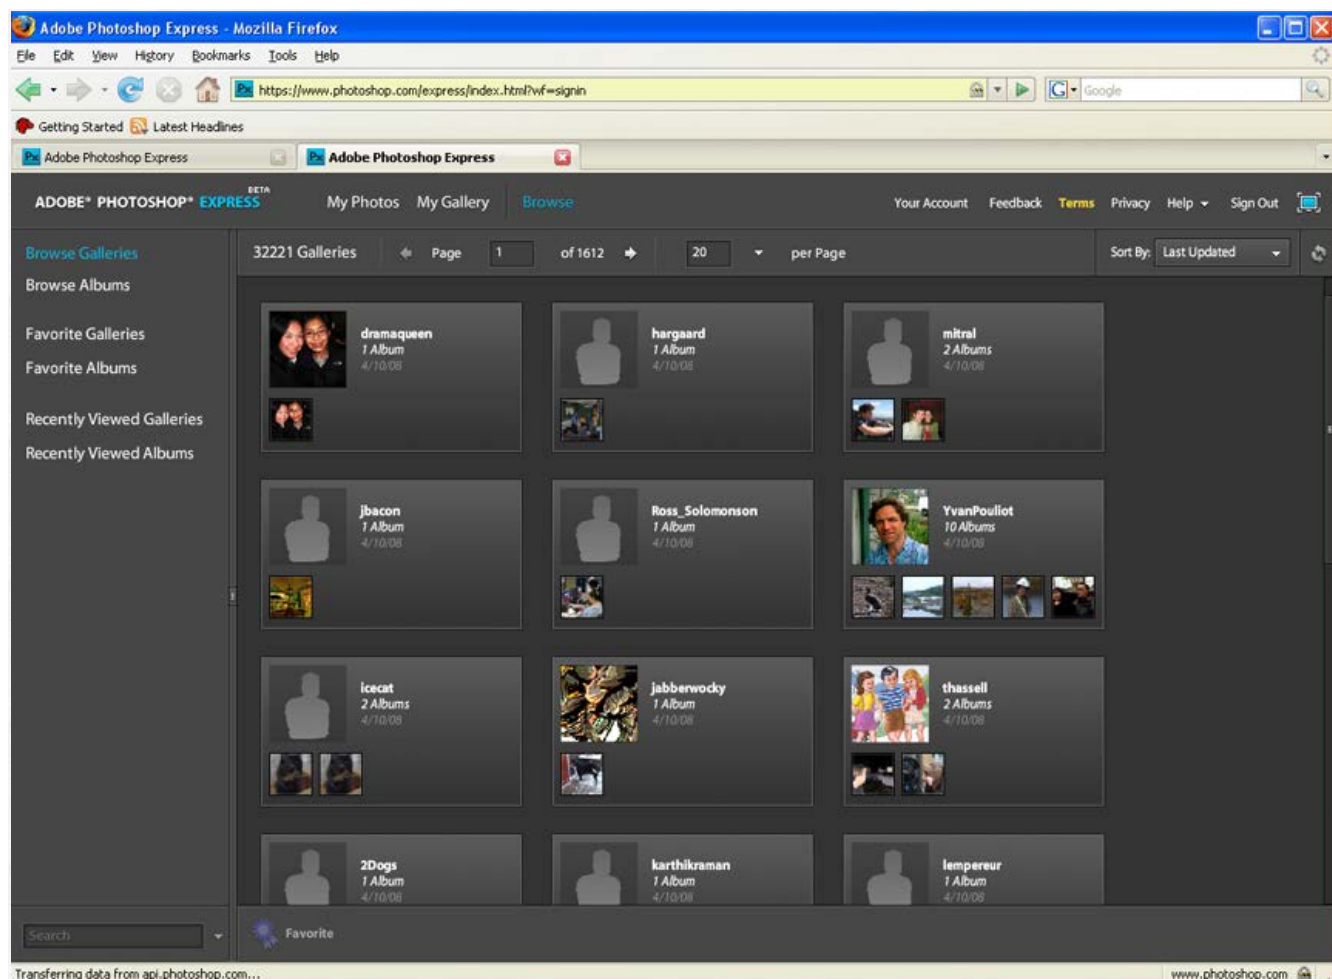 Adobe Photoshop Express - Mozilla Firefox
File Edit View History Bookmarks Tools Help
https://www.photoshop.com/express/index.html?wf=signin
Google
Getting Started Latest Headlines
Adobe Photoshop Express Adobe Photoshop Express
ADOBE® PHOTOSHOP® EXPRESS BETA My Photos My Gallery Browse Your Account Feedback Terms Privacy Help Sign Out
Browse Galleries
Browse Albums
Favorite Galleries
Favorite Albums
Recently Viewed Galleries
Recently Viewed Albums
32221 Galleries Page 1 of 1612 20 per Page Sort By: Last Updated
dramaqueen
1 Album
4/10/08
hargaard
1 Album
4/10/08
mitral
2 Albums
4/10/08
jbacon
1 Album
4/10/08
Ross_Solomonson
1 Album
4/10/08
YvanPouliot
10 Albums
4/10/08
icecat
2 Albums
4/10/08
jabberwocky
1 Album
4/10/08
thassell
2 Albums
4/10/08
2Dogs
1 Album
4/10/08
karthikraman
1 Album
4/10/08
lempereur
1 Album
4/10/08
Search
Favorite
Transferring data from api.photoshop.com...
www.photoshop.com